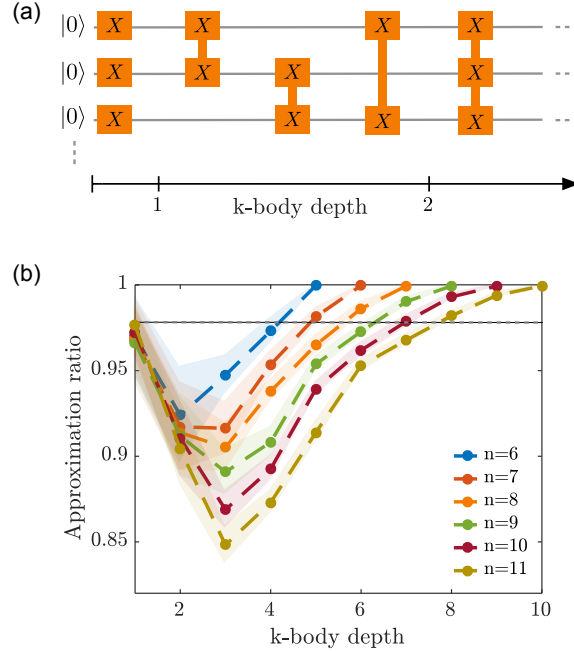 (a)
|0⟩ X X X X
|0⟩ X X X X
|0⟩ X X X X
1 k-body depth 2
(b)
Approximation ratio
1
0.95
0.9
0.85
n=6
n=7
n=8
n=9
n=10
n=11
2 4 6 8 10
k-body depth